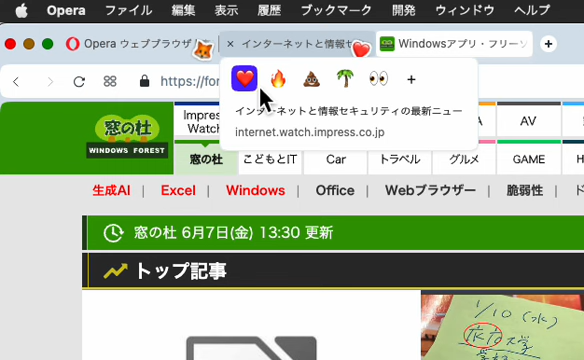 Opera ファイル 編集 表示 履歴 ブックマーク 開発 ウィンドウ ヘルプ
Opera ウェブブラウザ
インターネットと情報セ
Windowsアプリ・フリーソ
https://for
インターネットと情報セキュリティの最新ニュー
internet.watch.impress.co.jp
窓の杜
WINDOWS FOREST
Impress
Watch
AV
窓の杜 こどもとIT Car トラベル グルメ GAME H
生成AI | Excel | Windows | Office | Webブラウザー | 脆弱性 |
窓の杜 6月7日(金) 13:30 更新
トップ記事
1/10 (水)
大学